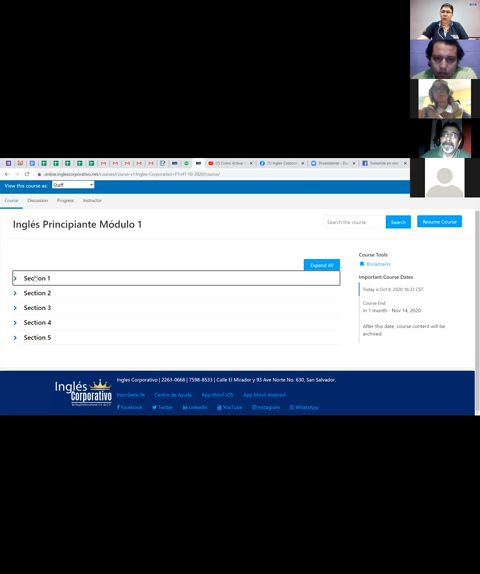 online.inglescorporativo.net/courses/course-v1:Ingles-Corporativo+P1+FI-10-2020/course/
View this course as: Staff
Course Discussion Progress Instructor
Inglés Principiante Módulo 1
Search the course Search Resume Course
Expand All
Section 1
Section 2
Section 3
Section 4
Section 5
Course Tools
Bookmarks
Important Course Dates
Today is Oct 8, 2020 16:32 CST
Course End
in 1 month - Nov 14, 2020
After this date, course content will be archived.
Inglés Corporativo
Ingles Corporativo | 2263-0668 | 7598-8533 | Calle El Mirador y 93 Ave Norte No. 630, San Salvador.
Inscríbete Ya Centro de Ayuda App Móvil iOS App Móvil Android
Facebook Twitter LinkedIn YouTube Instagram WhatsApp